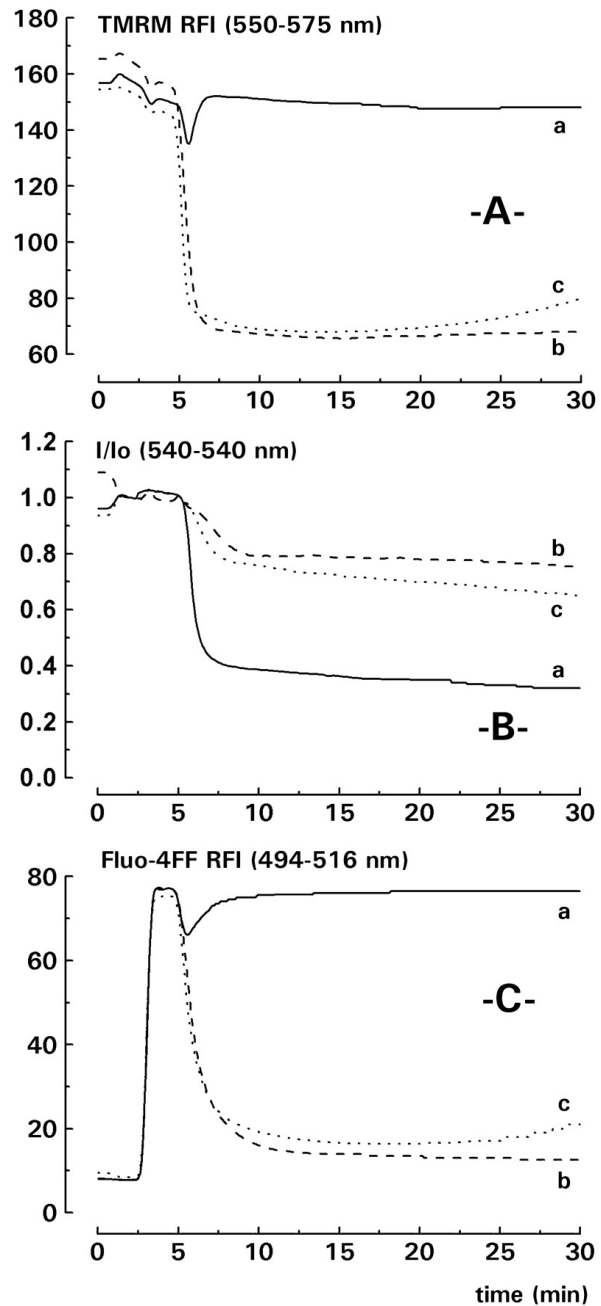 TMRM RFI (550-575 nm)
180
160
140
120
100
80
60
a
-A-
c
b
0 5 10 15 20 25 30
I/Io (540-540 nm)
1.2
1.0
0.8
0.6
0.4
0.2
0.0
b
c
a
-B-
0 5 10 15 20 25 30
Fluo-4FF RFI (494-516 nm)
80
60
40
20
0
a
-C-
c
b
0 5 10 15 20 25 30
time (min)